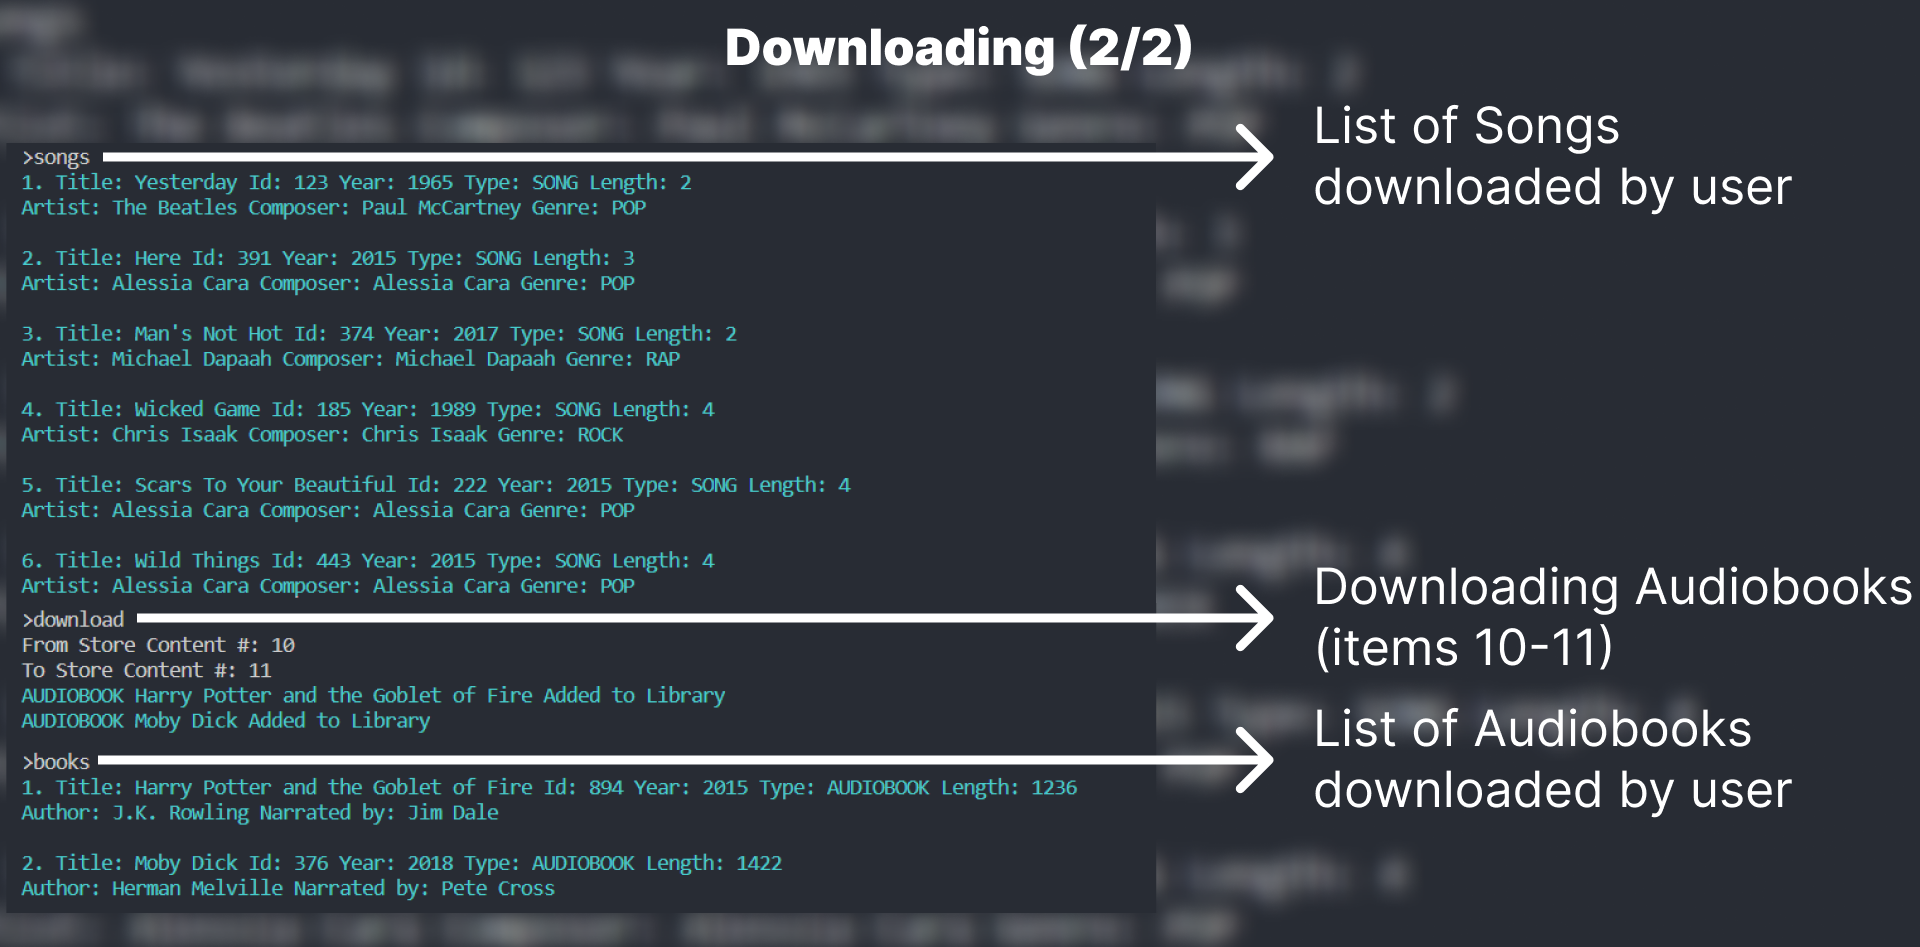 Downloading (2/2)
>songs
1. Title: Yesterday Id: 123 Year: 1965 Type: SONG Length: 2
Artist: The Beatles Composer: Paul McCartney Genre: POP
2. Title: Here Id: 391 Year: 2015 Type: SONG Length: 3
Artist: Alessia Cara Composer: Alessia Cara Genre: POP
3. Title: Man's Not Hot Id: 374 Year: 2017 Type: SONG Length: 2
Artist: Michael Dapaah Composer: Michael Dapaah Genre: RAP
4. Title: Wicked Game Id: 185 Year: 1989 Type: SONG Length: 4
Artist: Chris Isaak Composer: Chris Isaak Genre: ROCK
5. Title: Scars To Your Beautiful Id: 222 Year: 2015 Type: SONG Length: 4
Artist: Alessia Cara Composer: Alessia Cara Genre: POP
6. Title: Wild Things Id: 443 Year: 2015 Type: SONG Length: 4
Artist: Alessia Cara Composer: Alessia Cara Genre: POP
>download
From Store Content #: 10
To Store Content #: 11
AUDIOBOOK Harry Potter and the Goblet of Fire Added to Library
AUDIOBOOK Moby Dick Added to Library
>books
1. Title: Harry Potter and the Goblet of Fire Id: 894 Year: 2015 Type: AUDIOBOOK Length: 1236
Author: J.K. Rowling Narrated by: Jim Dale
2. Title: Moby Dick Id: 376 Year: 2018 Type: AUDIOBOOK Length: 1422
Author: Herman Melville Narrated by: Pete Cross
List of Songs
downloaded by user
Downloading Audiobooks
(items 10-11)
List of Audiobooks
downloaded by user